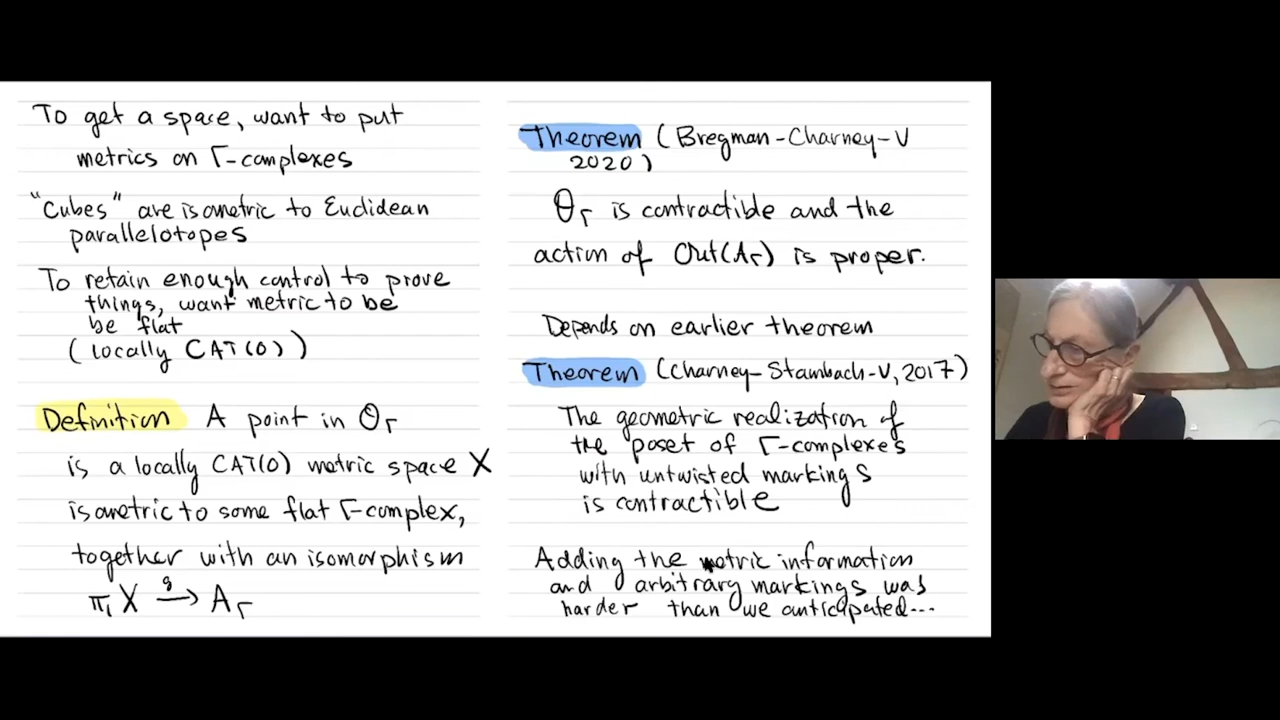 To get a space, want to put
metrics on Γ-complexes
"Cubes" are isometric to Euclidean
parallelotopes
To retain enough control to prove
things, want metric to be
be flat
(locally CAT(0))
Definition A point in Θ_Γ
is a locally CAT(0) metric space X
isometric to some flat Γ-complex,
together with an isomorphism
π₁X →^g A_Γ
Theorem (Bregman-Charney-V
2020)
Θ_Γ is contractible and the
action of Out(A_Γ) is proper.
Depends on earlier theorem
Theorem (Charney-Stambach-V, 2017)
The geometric realization of
the poset of Γ-complexes
with untwisted markings
is contractible
Adding the metric information
and arbitrary markings was
harder than we anticipated---